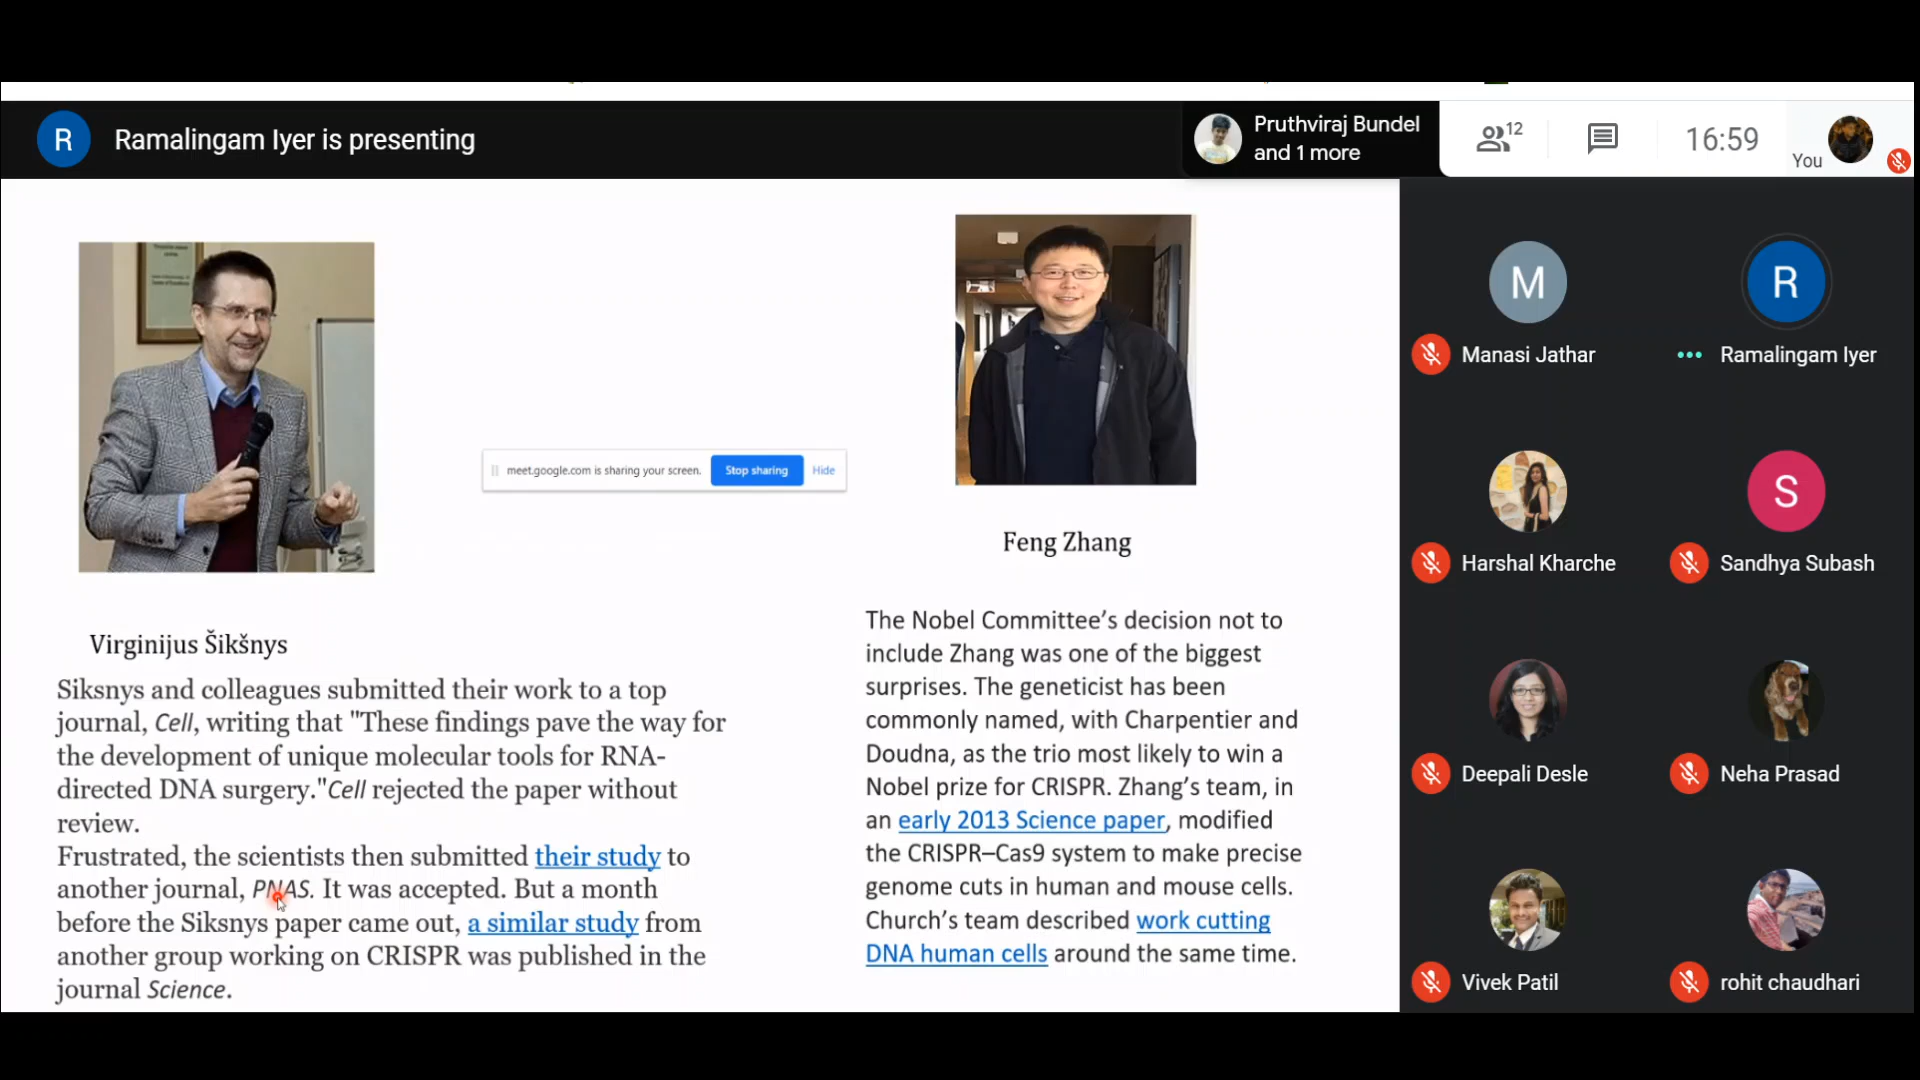 R
Ramalingam Iyer is presenting
Pruthviraj Bundel
and 1 more
12
16:59
You
meet.google.com is sharing your screen.
Stop sharing
Hide
Virginijus Šikšnys
Siksnys and colleagues submitted their work to a top
journal, Cell, writing that "These findings pave the way for
the development of unique molecular tools for RNA-
directed DNA surgery."Cell rejected the paper without
review.
Frustrated, the scientists then submitted their study to
another journal, PNAS. It was accepted. But a month
before the Siksnys paper came out, a similar study from
another group working on CRISPR was published in the
journal Science.
Feng Zhang
The Nobel Committee’s decision not to
include Zhang was one of the biggest
surprises. The geneticist has been
commonly named, with Charpentier and
Doudna, as the trio most likely to win a
Nobel prize for CRISPR. Zhang’s team, in
an early 2013 Science paper, modified
the CRISPR–Cas9 system to make precise
genome cuts in human and mouse cells.
Church’s team described work cutting
DNA human cells around the same time.
M
Manasi Jathar
R
Ramalingam Iyer
Harshal Kharche
S
Sandhya Subash
Deepali Desle
Neha Prasad
Vivek Patil
rohit chaudhari